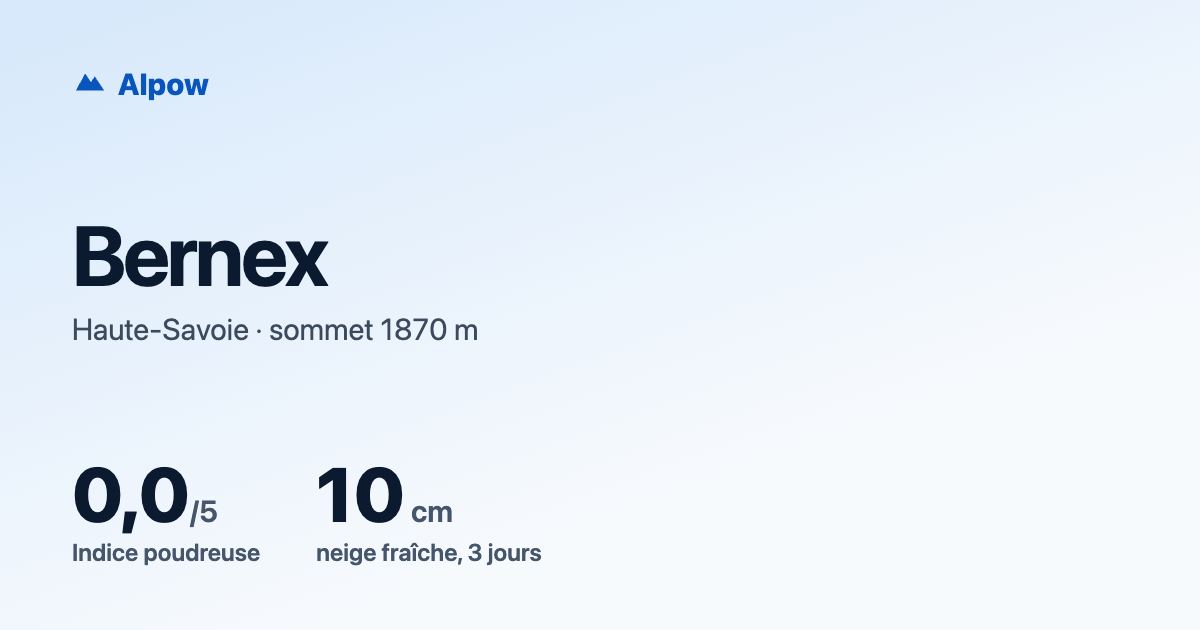 Alpow
Bernex
Haute-Savoie · sommet 1870 m
0,0/5
Indice poudreuse
10 cm
neige fraîche, 3 jours